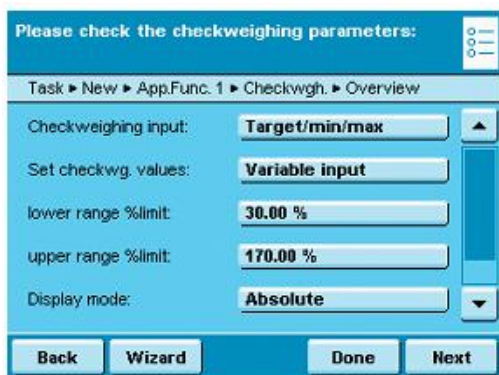 Please check the checkweighing parameters:
Task ▸ New ▸ App.Func. 1 ▸ Checkwgh. ▸ Overview
Checkweighing input: Target/min/max
Set checkwg. values: Variable input
lower range %limit: 30.00 %
upper range %limit: 170.00 %
Display mode: Absolute
Back Wizard Done Next